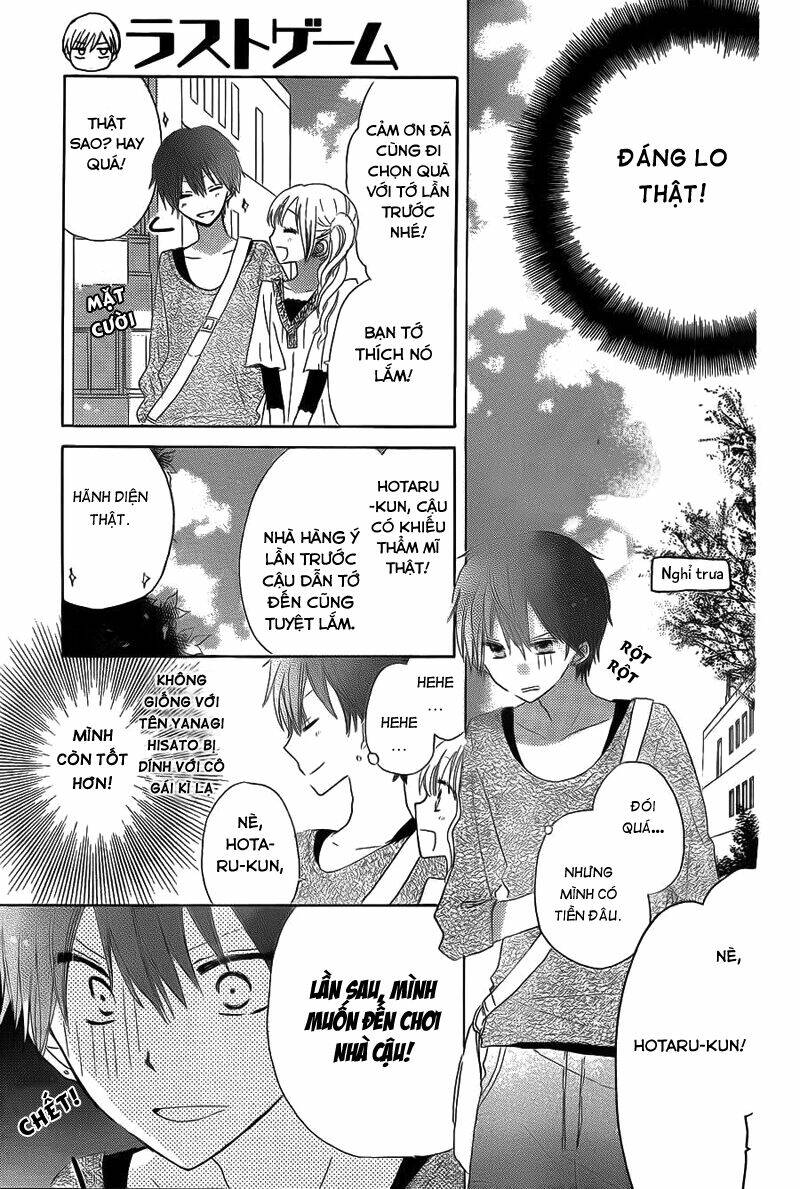 ĐÁNG LO
THẬT!
Nghỉ trưa
RỘT
RỘT
ĐÓI
QUÁ...
NHƯNG
MÌNH CÓ
TIỀN ĐÂU.
NÈ,
HOTARU-KUN!
ラストゲーム
CẢM ƠN ĐÃ
CÙNG ĐI
CHỌN QUÀ
VỚI TỚ LẦN
TRƯỚC
NHÉ!
BẠN TỚ
THÍCH NÓ
LẮM!
THẬT
SAO? HAY
QUÁ!
MẶT
CƯỜI
HOTARU
-KUN, CẬU
CÓ KHIẾU
THẨM MĨ
THẬT!
NHÀ HÀNG Ý
LẦN TRƯỚC
CẬU DẪN TỚ
ĐẾN CŨNG
TUYỆT LẮM.
HÃNH DIỆN
THẬT.
HEHE
HEHE
...
...
KHÔNG
GIỐNG VỚI
TÊN YANAGI
HISATO BỊ
DÍNH VỚI CÔ
GÁI KÌ LẠ
MÌNH
CÒN TỐT
HƠN!
NÈ,
HOTA-
RU-KUN,
LẦN SAU, MÌNH
MUỐN ĐẾN CHƠI
NHÀ CẬU!
CHẾT!